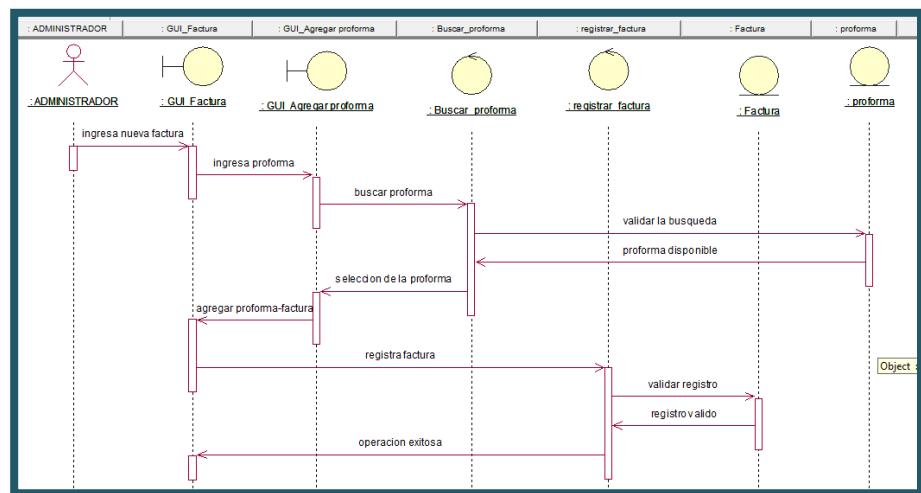 : ADMINISTRADOR
: GUI_Factura
: GUI_Agregar proforma
: Buscar_proforma
: registrar_factura
: Factura
: proforma
: ADMINISTRADOR
: GUI_Factura
: GUI_Agregar proforma
: Buscar_proforma
: registrar_factura
: Factura
: proforma
ingresa nueva factura
ingresa proforma
buscar proforma
validar la busqueda
proforma disponible
seleccion de la proforma
agregar proforma-factura
registra factura
Object :
validar registro
registro valido
operacion exitosa